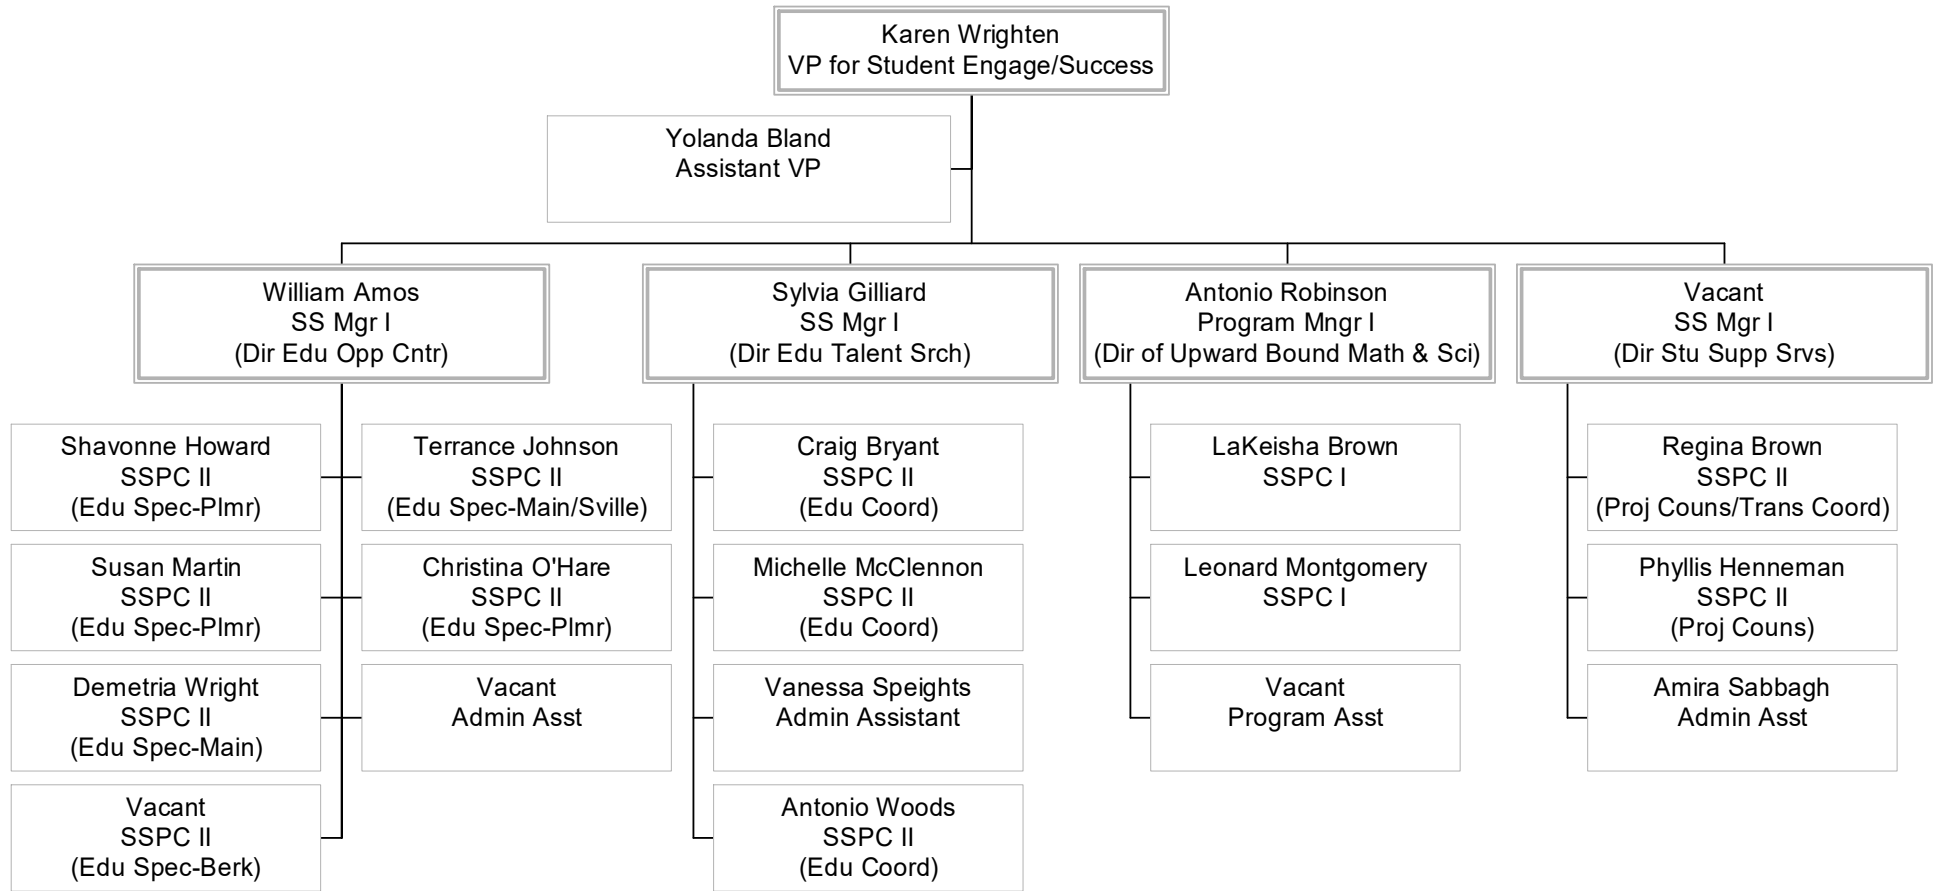 Karen Wrighten
VP for Student Engage/Success
Yolanda Bland
Assistant VP
William Amos
SS Mgr I
(Dir Edu Opp Cntr)
Sylvia Gilliard
SS Mgr I
(Dir Edu Talent Srch)
Antonio Robinson
Program Mngr I
(Dir of Upward Bound Math & Sci)
Vacant
SS Mgr I
(Dir Stu Supp Srvs)
Shavonne Howard
SSPC II
(Edu Spec-Plmr)
Terrance Johnson
SSPC II
(Edu Spec-Main/Sville)
Craig Bryant
SSPC II
(Edu Coord)
LaKeisha Brown
SSPC I
Regina Brown
SSPC II
(Proj Couns/Trans Coord)
Susan Martin
SSPC II
(Edu Spec-Plmr)
Christina O'Hare
SSPC II
(Edu Spec-Plmr)
Michelle McClennon
SSPC II
(Edu Coord)
Leonard Montgomery
SSPC I
Phyllis Henneman
SSPC II
(Proj Couns)
Demetria Wright
SSPC II
(Edu Spec-Main)
Vacant
Admin Asst
Vanessa Speights
Admin Assistant
Vacant
Program Asst
Amira Sabbagh
Admin Asst
Vacant
SSPC II
(Edu Spec-Berk)
Antonio Woods
SSPC II
(Edu Coord)